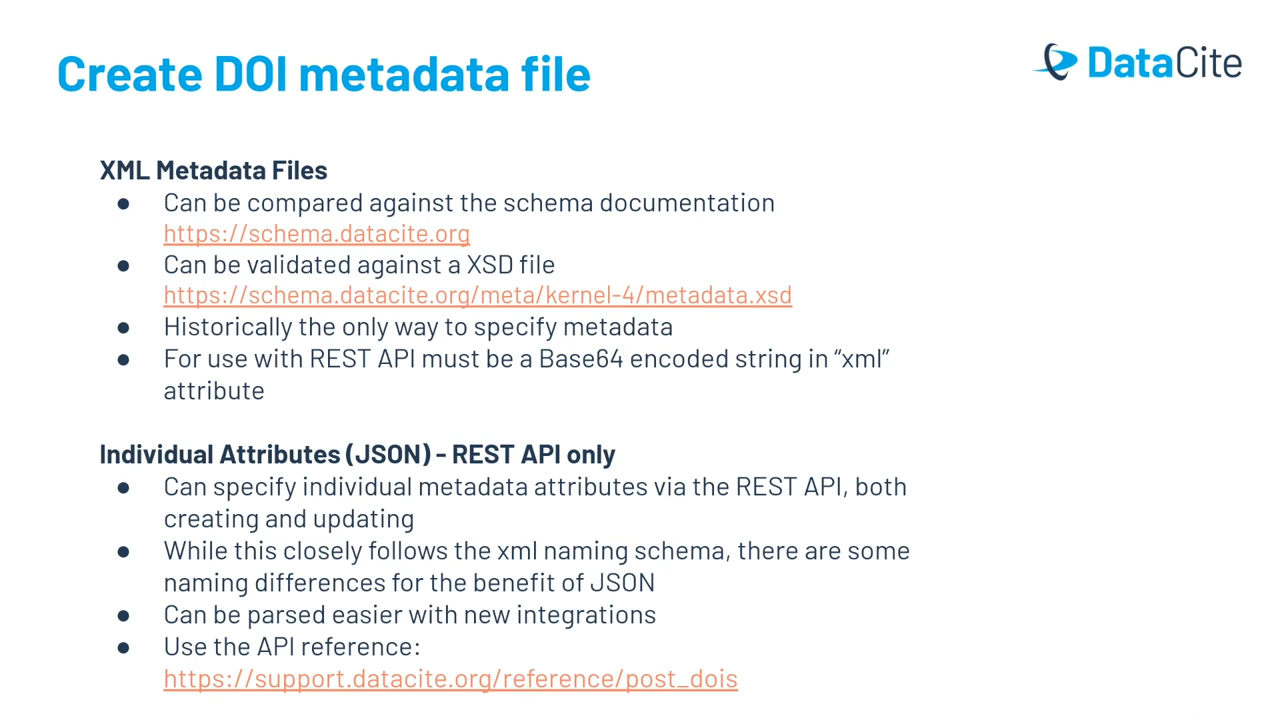 Create DOI metadata file
DataCite
XML Metadata Files
● Can be compared against the schema documentation
https://schema.datacite.org
● Can be validated against a XSD file
https://schema.datacite.org/meta/kernel-4/metadata.xsd
● Historically the only way to specify metadata
● For use with REST API must be a Base64 encoded string in “xml”
attribute
Individual Attributes (JSON) - REST API only
● Can specify individual metadata attributes via the REST API, both
creating and updating
● While this closely follows the xml naming schema, there are some
naming differences for the benefit of JSON
● Can be parsed easier with new integrations
● Use the API reference:
https://support.datacite.org/reference/post_dois